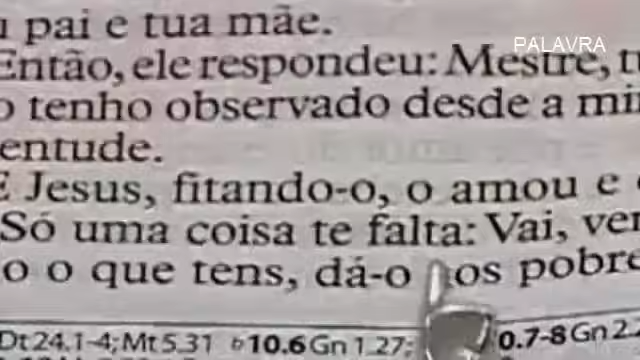 PALAVRA
pai e tua mãe.
Então, ele respondeu: Mestre,
tenho observado desde a
entude.
E Jesus, fitando-o, o amou e
Só uma coisa te falta: Vai,
o o que tens, dá-o aos pobre
Dt 24.1-4; Mt 5.31 b 10.6 Gn 1.27; 0.7-8 Gn 2